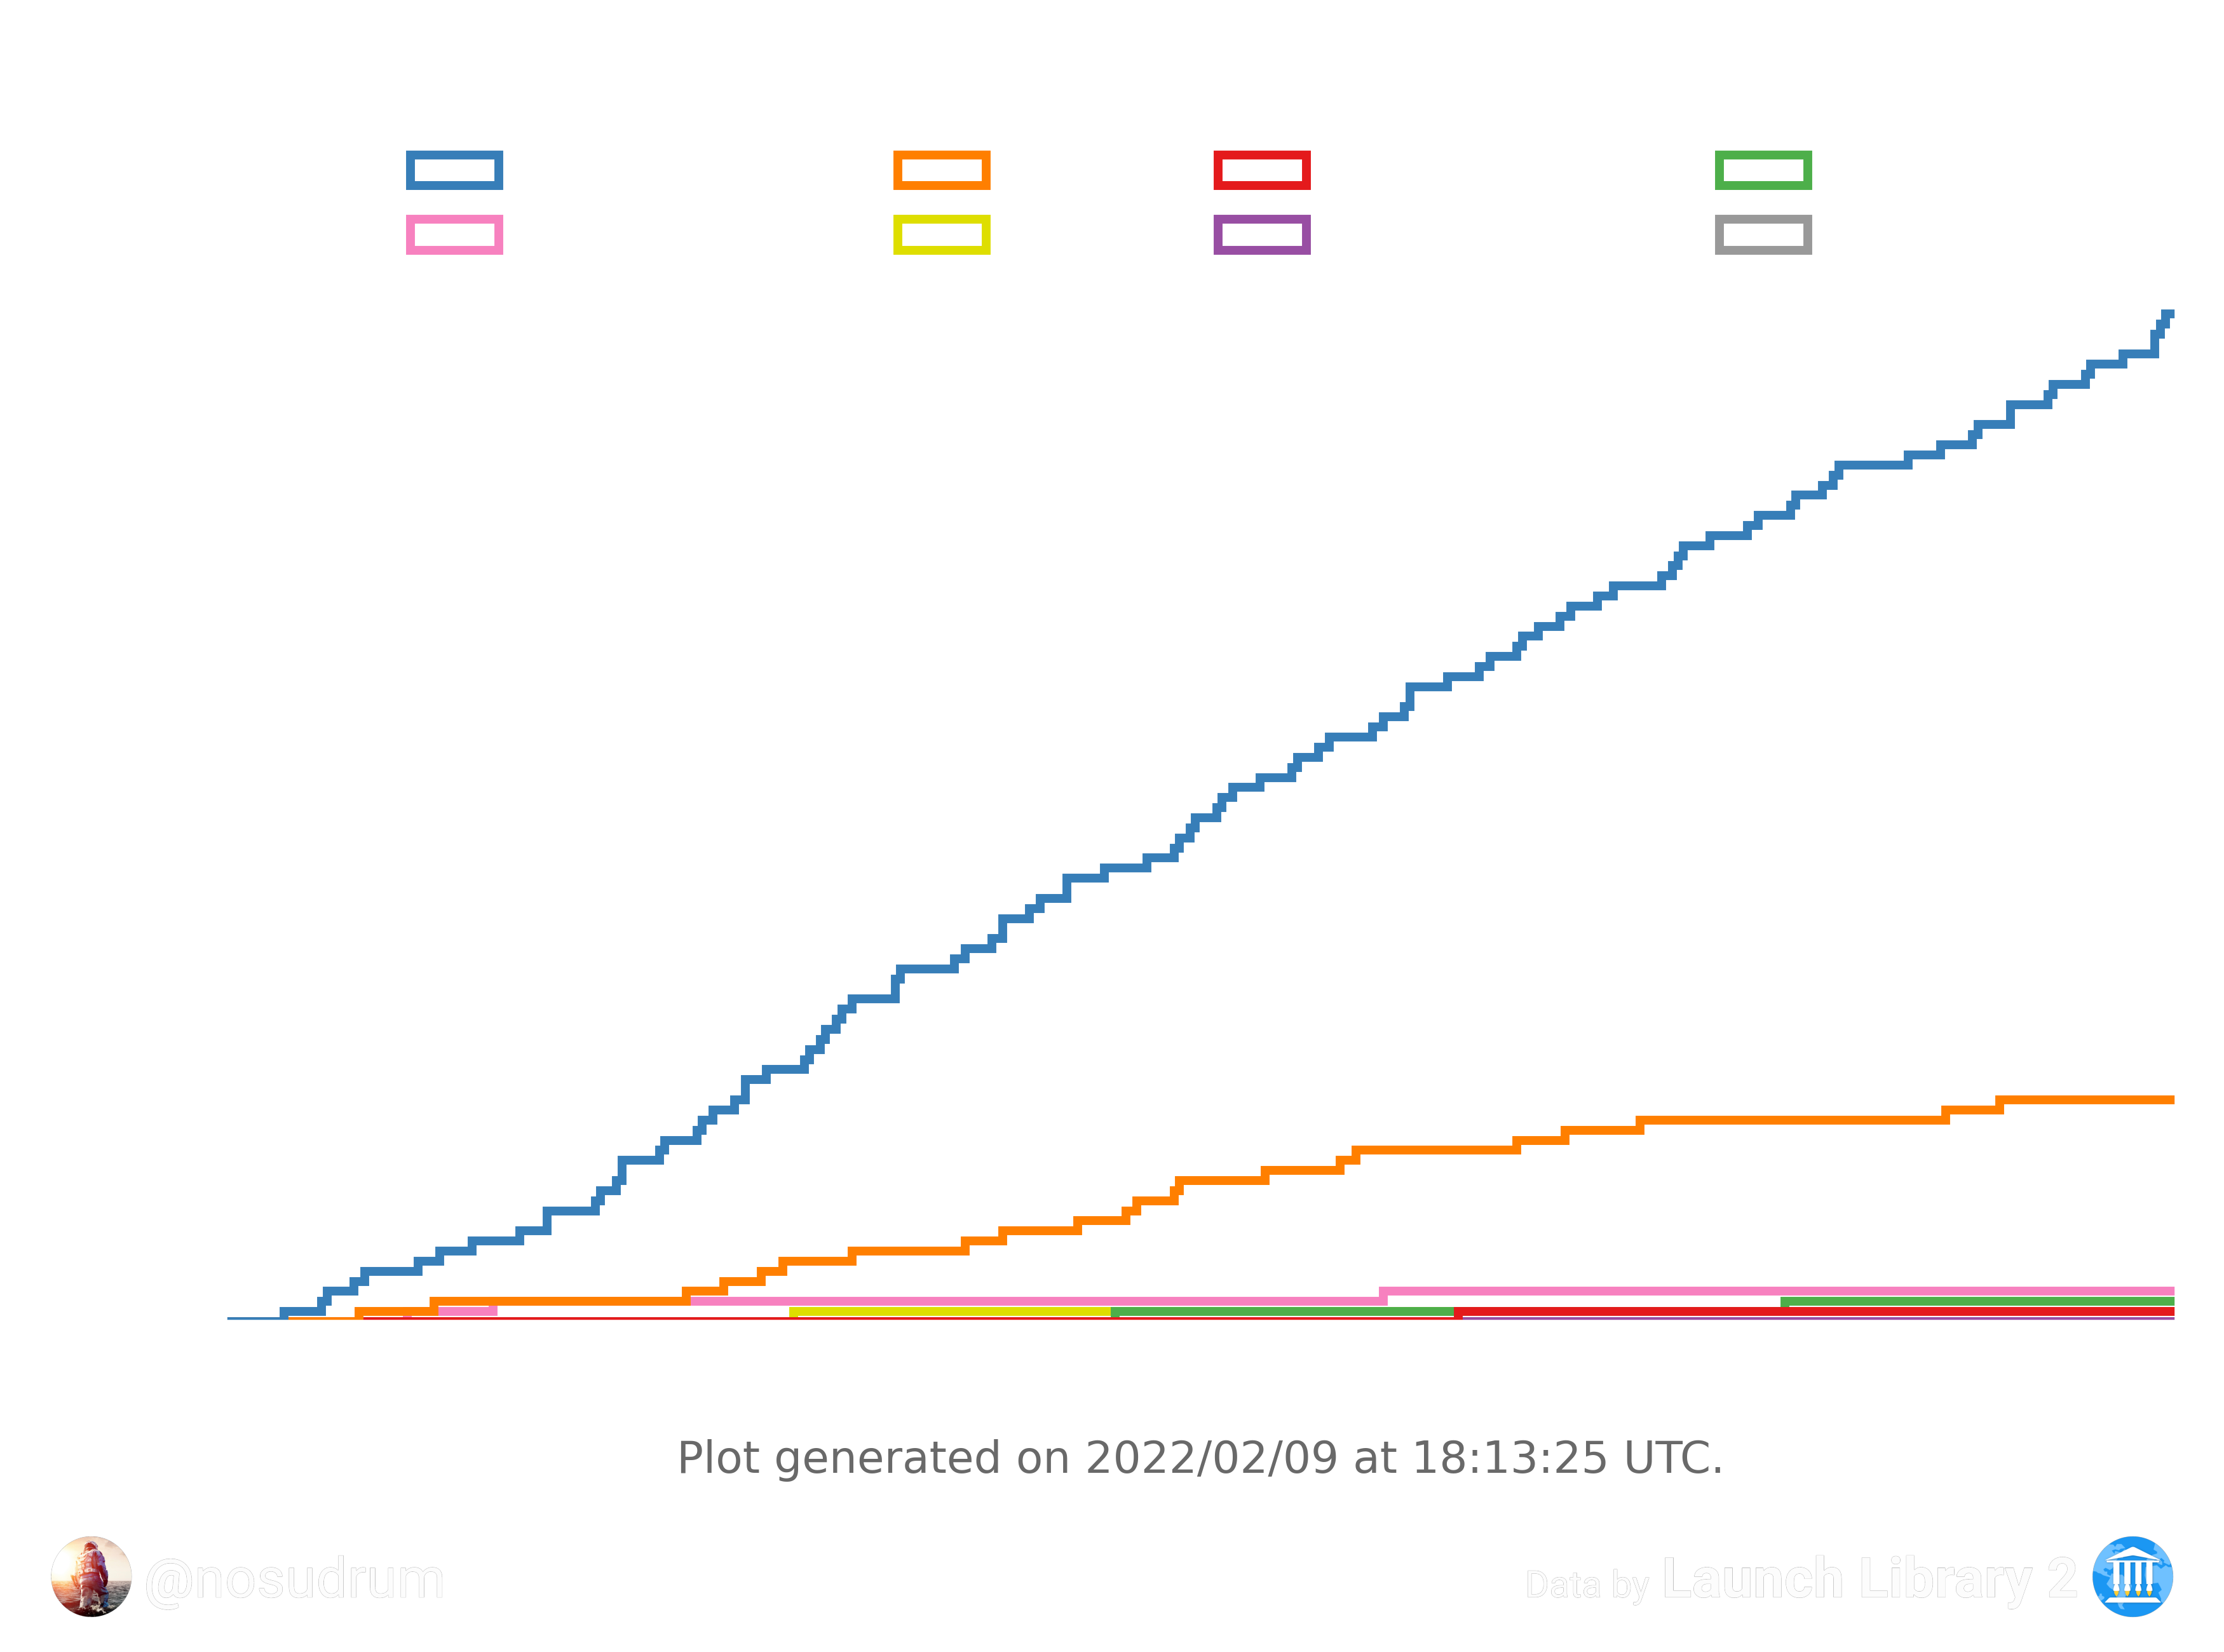 Plot generated on 2022/02/09 at 18:13:25 UTC.
@nosudrum
Data by Launch Library 2